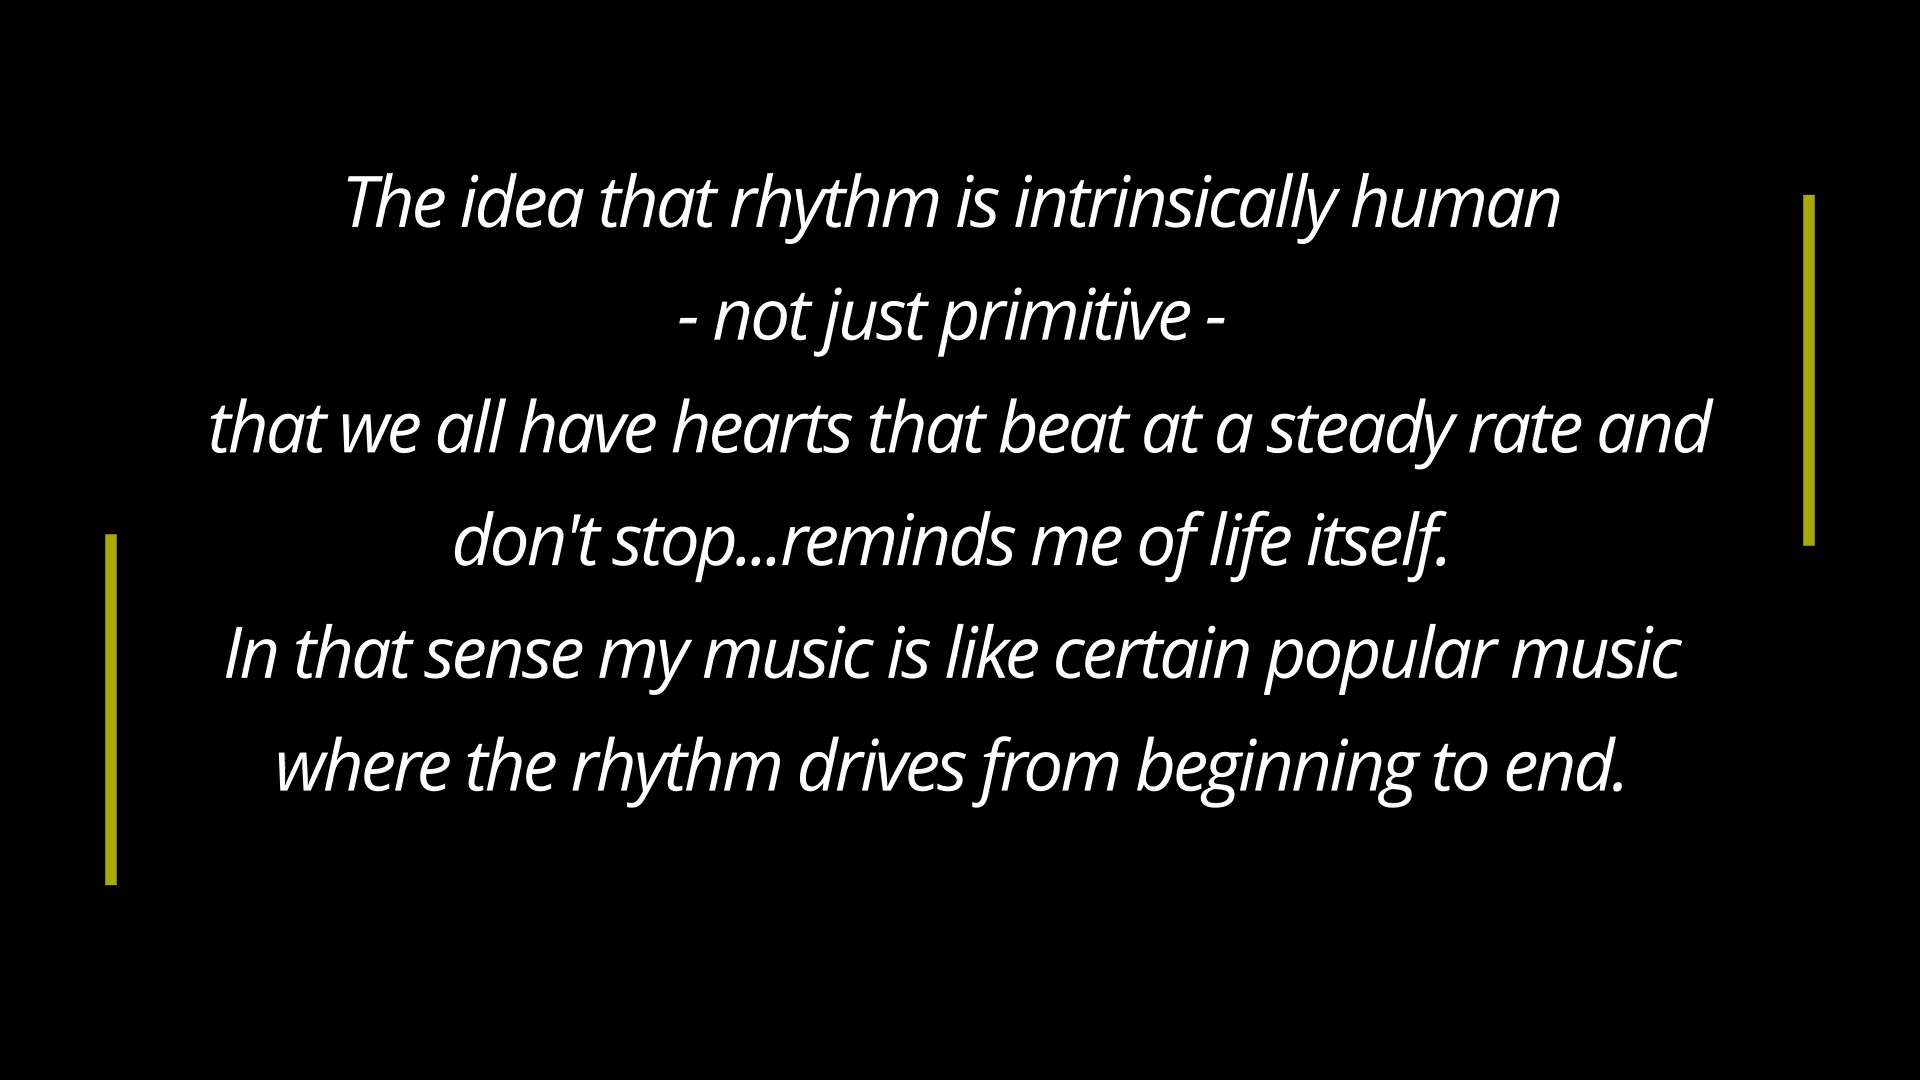 The idea that rhythm is intrinsically human
- not just primitive -
that we all have hearts that beat at a steady rate and
don't stop...reminds me of life itself.
In that sense my music is like certain popular music
where the rhythm drives from beginning to end.